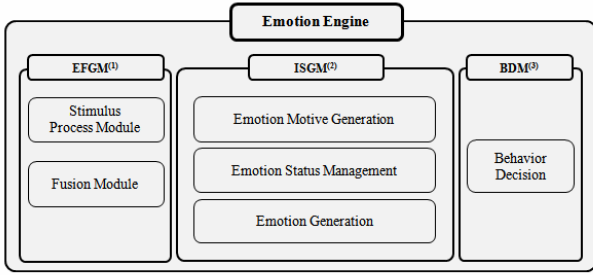 Emotion Engine
EFGM(1)
Stimulus
Process Module
Fusion Module
ISGM(2)
Emotion Motive Generation
Emotion Status Management
Emotion Generation
BDM(3)
Behavior
Decision